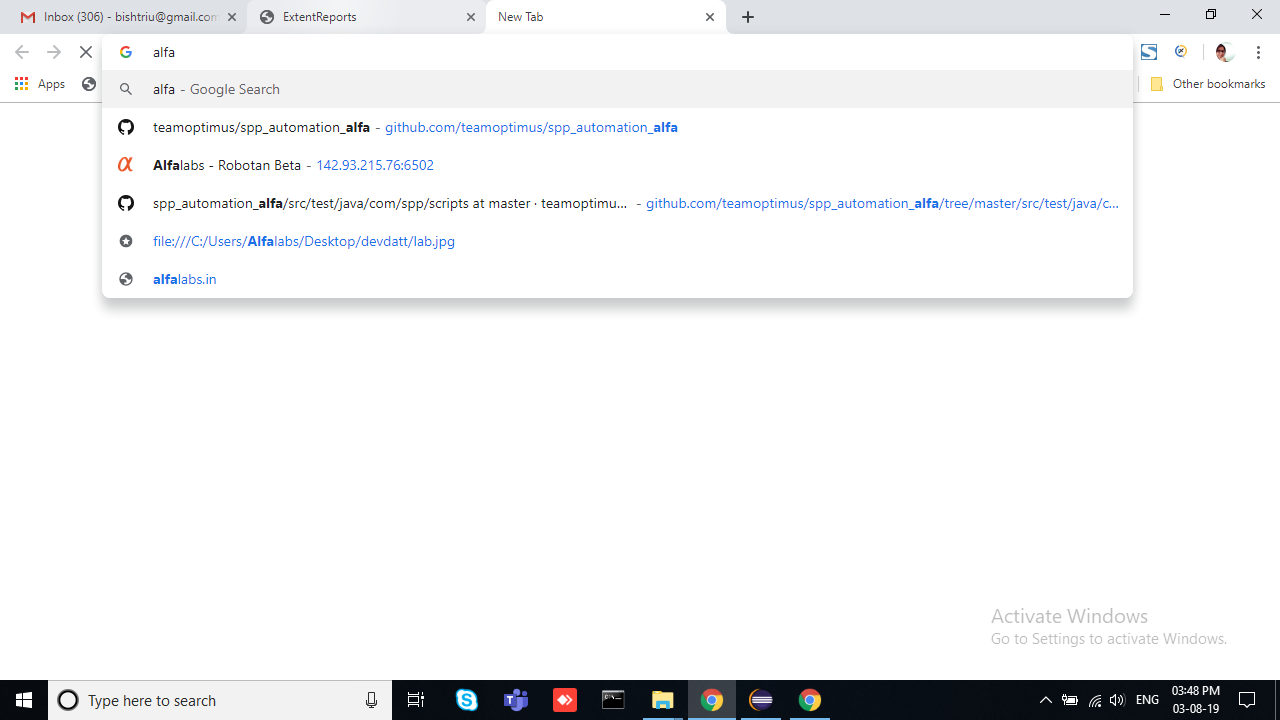 Inbox (306) - bishtriu@gmail.com
ExtentReports
New Tab
alfa
Apps
Other bookmarks
alfa - Google Search
teamoptimus/spp_automation_alfa - github.com/teamoptimus/spp_automation_alfa
Alfalabs - Robotan Beta - 142.93.215.76:6502
spp_automation_alfa/src/test/java/com/spp/scripts at master · teamoptimu... - github.com/teamoptimus/spp_automation_alfa/tree/master/src/test/java/c...
file:///C:/Users/Alfalabs/Desktop/devdatt/lab.jpg
alfalabs.in
Activate Windows
Go to Settings to activate Windows.
Type here to search
ENG
03:48 PM
03-08-19